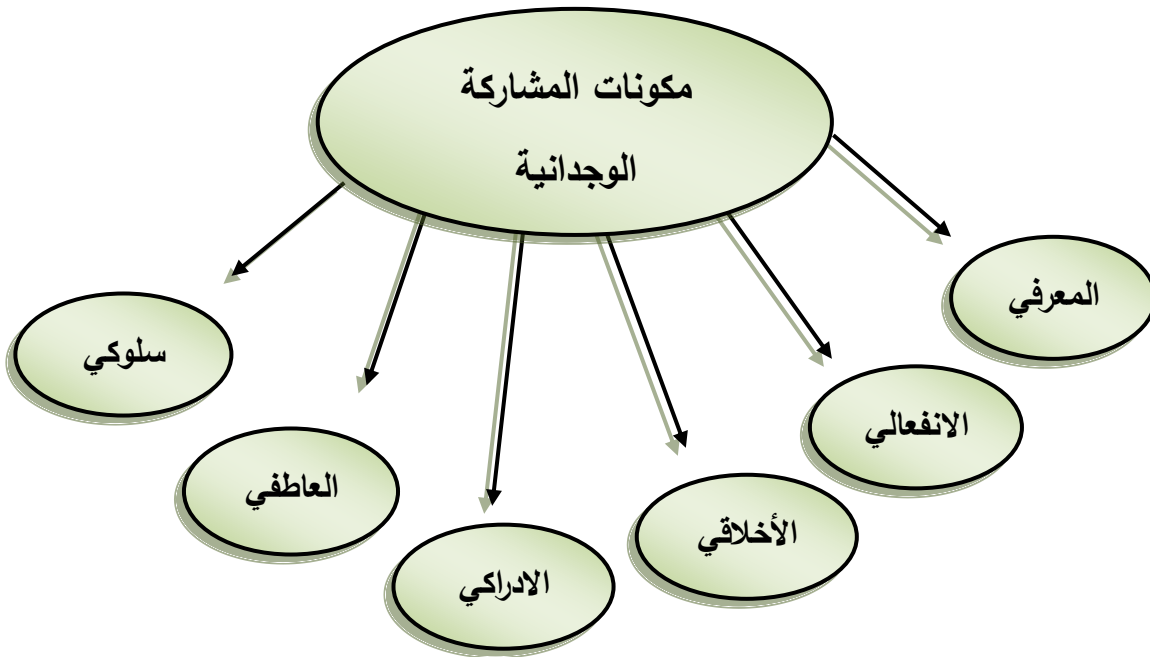 مكونات المشاركة
الوجدانية
المعرفي
الانفعالي
الأخلاقي
الادراكي
العاطفي
سلوكي